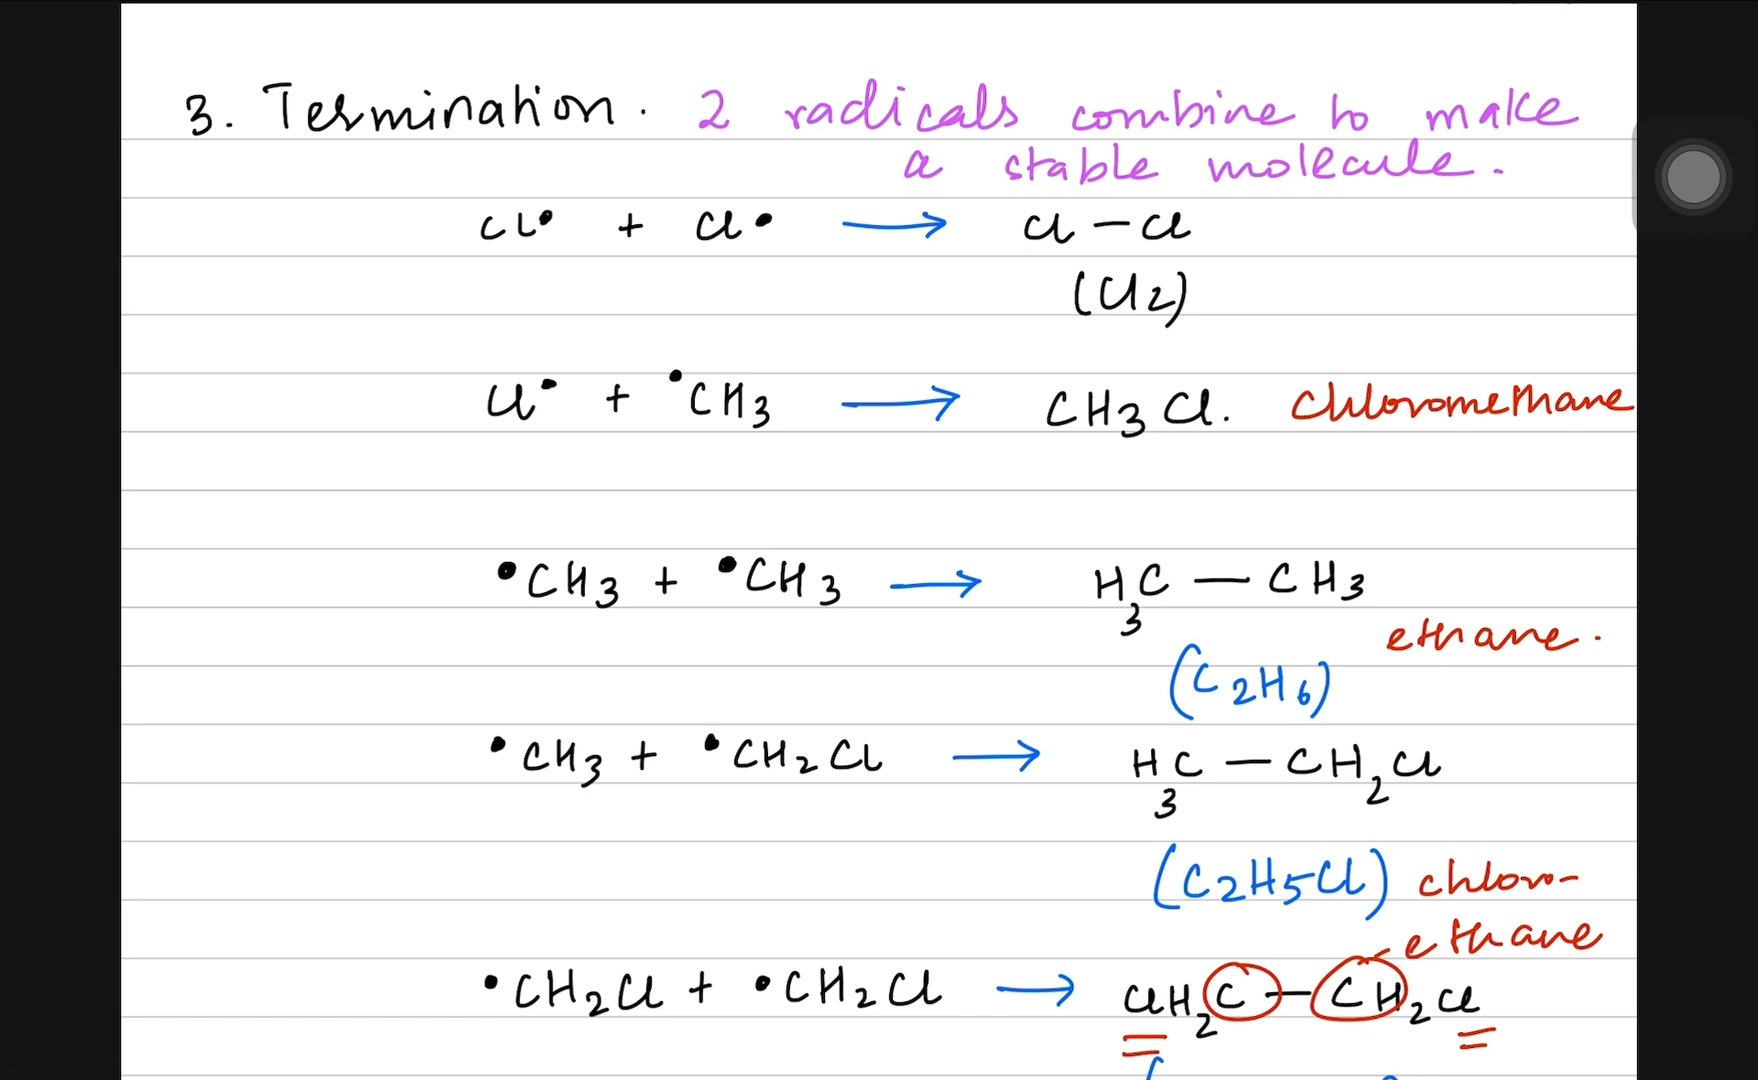 3. Termination. 2 radicals combine to make
a stable molecule.
Cl• + Cl• → Cl – Cl
(Cl2)
Cl• + •CH3 → CH3Cl. Chloromethane
•CH3 + •CH3 → H3C – CH3
ethane.
(C2H6)
•CH3 + •CH2Cl → H3C – CH2Cl
(C2H5Cl) chloro-
ethane
•CH2Cl + •CH2Cl → ClH2C – CH2Cl